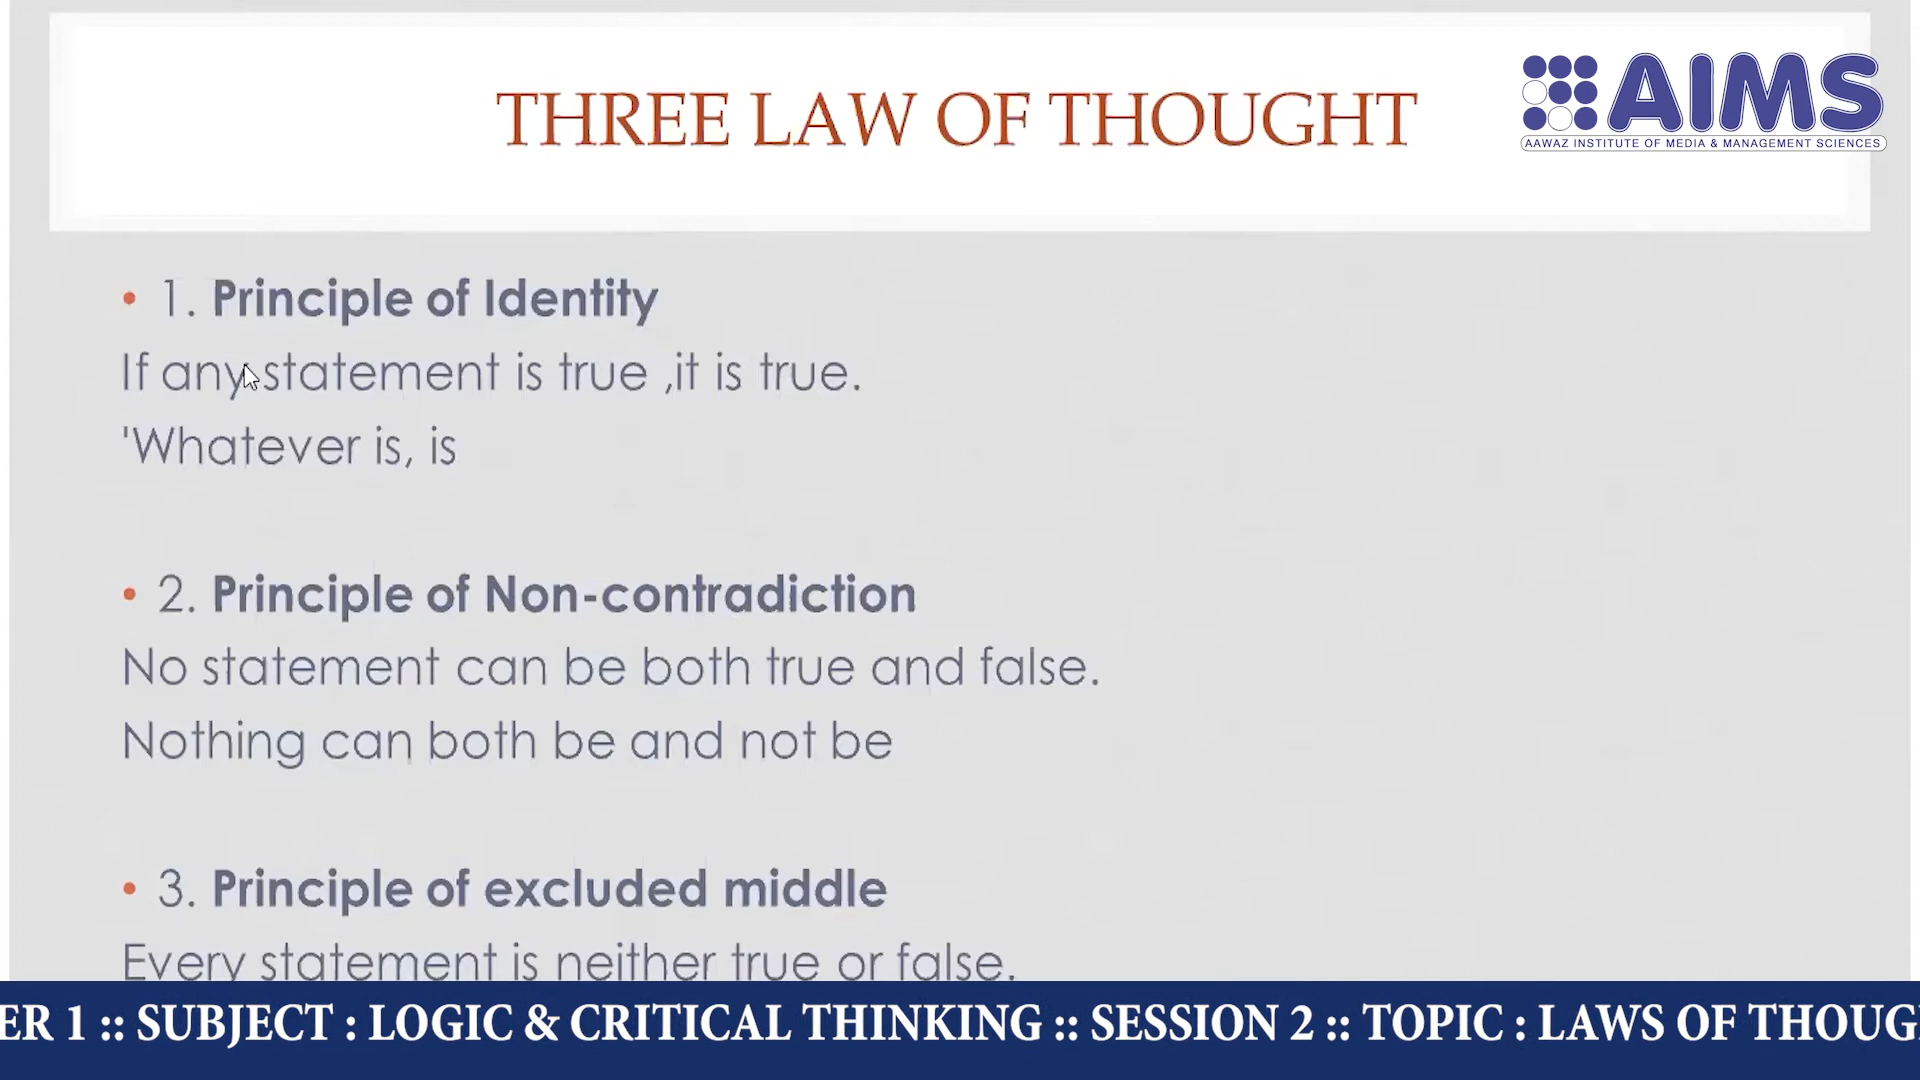 THREE LAW OF THOUGHT
AIMS
AAWAZ INSTITUTE OF MEDIA & MANAGEMENT SCIENCES
• 1. Principle of Identity
If any statement is true ,it is true.
'Whatever is, is
• 2. Principle of Non-contradiction
No statement can be both true and false.
Nothing can both be and not be
• 3. Principle of excluded middle
Every statement is neither true or false.
ER 1 :: SUBJECT : LOGIC & CRITICAL THINKING :: SESSION 2 :: TOPIC : LAWS OF THOUG